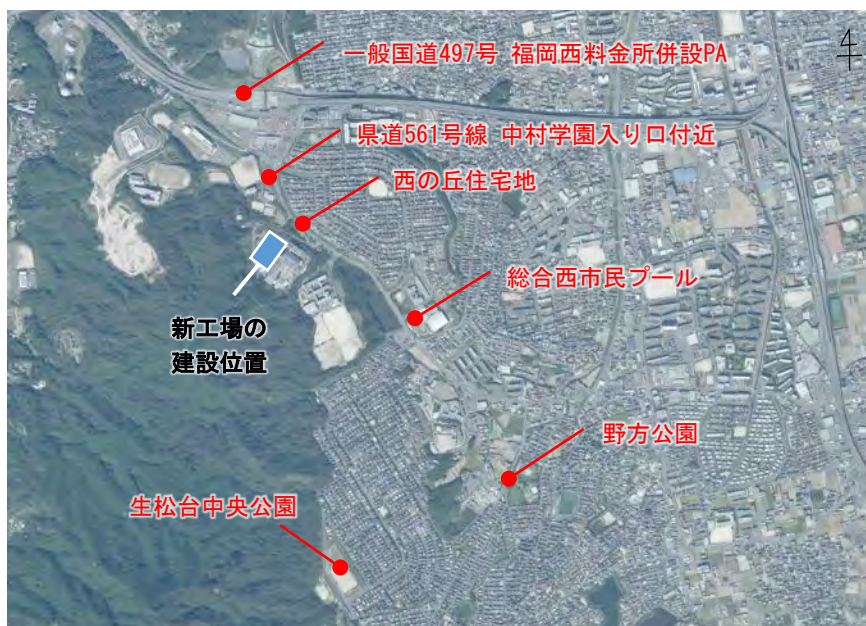 一般国道497号 福岡西料金所併設PA
県道561号線 中村学園入り口付近
西の丘住宅地
総合西市民プール
新工場の
建設位置
野方公園
生松台中央公園